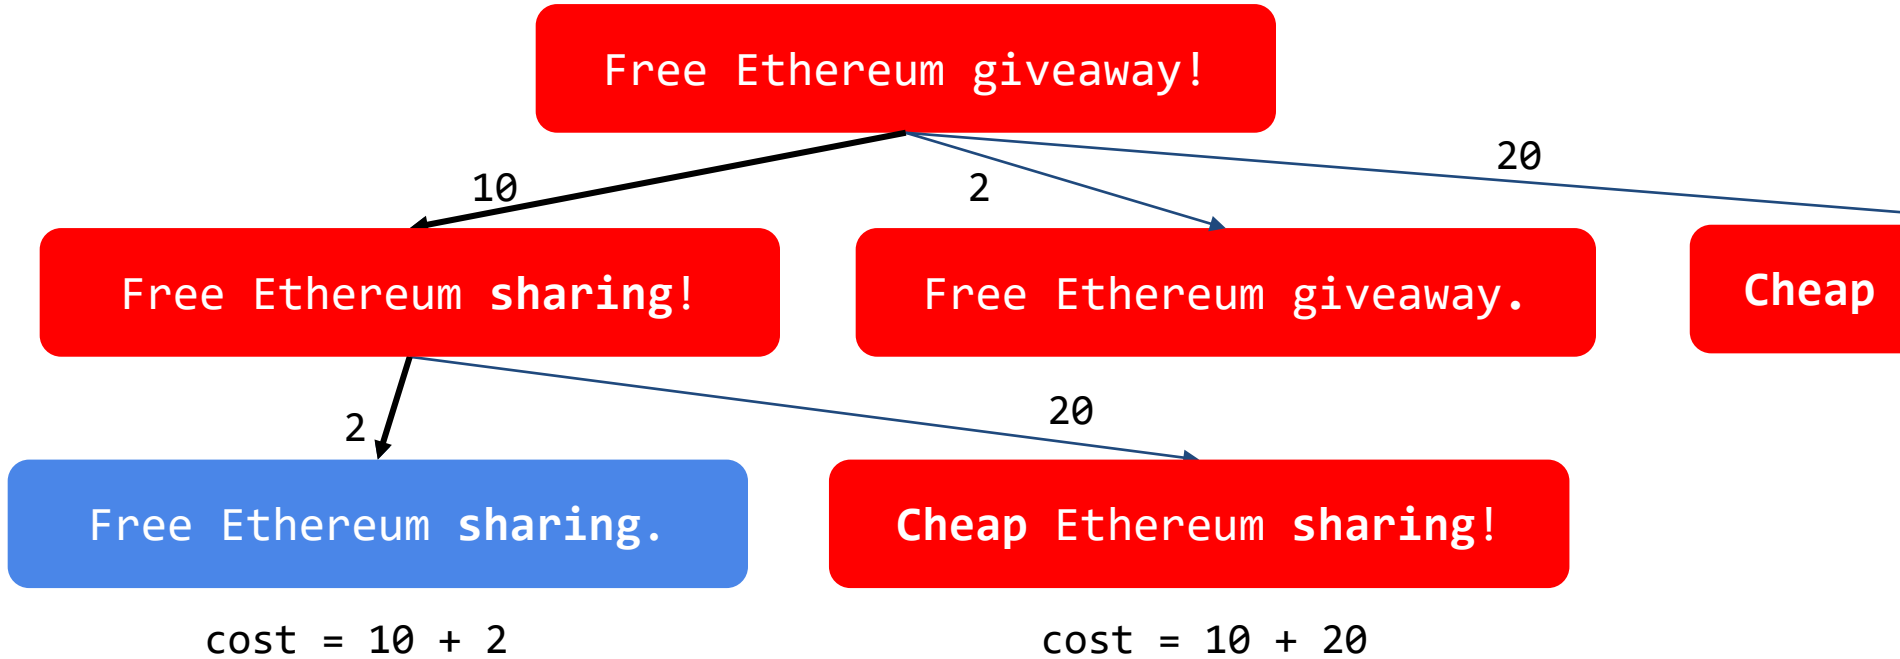 Free Ethereum giveaway!
10
2
20
Free Ethereum sharing!
Free Ethereum giveaway.
Cheap
2
20
Free Ethereum sharing.
Cheap Ethereum sharing!
cost = 10 + 2
cost = 10 + 20